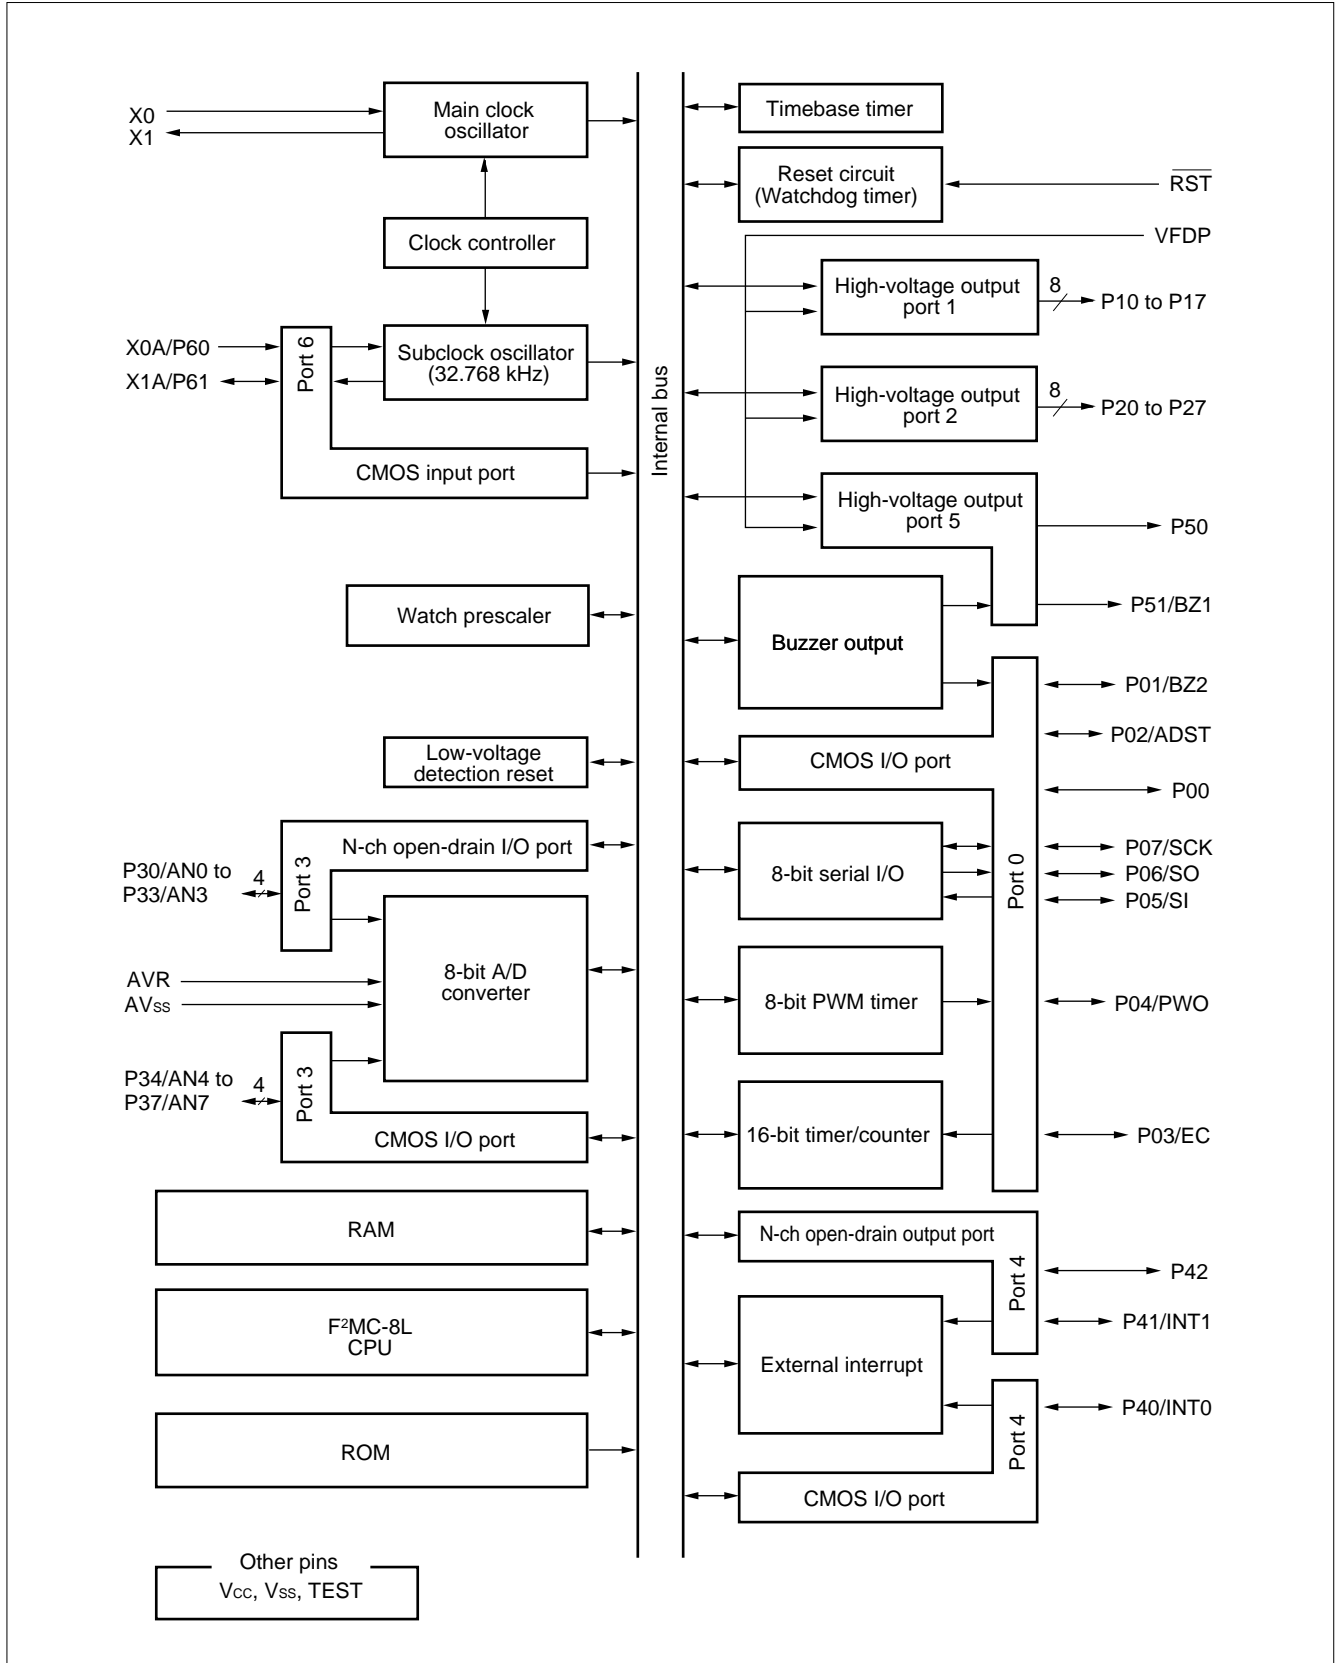 X0
X1
Main clock
oscillator
Clock controller
X0A/P60
X1A/P61
Port 6
Subclock oscillator
(32.768 kHz)
CMOS input port
Watch prescaler
Low-voltage
detection reset
N-ch open-drain I/O port
P30/AN0 to
P33/AN3
4
Port 3
8-bit A/D
converter
AVR
AVss
P34/AN4 to
P37/AN7
4
Port 3
CMOS I/O port
RAM
F²MC-8L
CPU
ROM
Other pins
Vcc, Vss, TEST
Internal bus
Timebase timer
Reset circuit
(Watchdog timer)
RST
VFDP
High-voltage output
port 1
8
P10 to P17
High-voltage output
port 2
8
P20 to P27
High-voltage output
port 5
P50
P51/BZ1
Buzzer output
P01/BZ2
P02/ADST
CMOS I/O port
P00
Port 0
8-bit serial I/O
P07/SCK
P06/SO
P05/SI
8-bit PWM timer
P04/PWO
16-bit timer/counter
P03/EC
N-ch open-drain output port
Port 4
P42
P41/INT1
External interrupt
P40/INT0
Port 4
CMOS I/O port